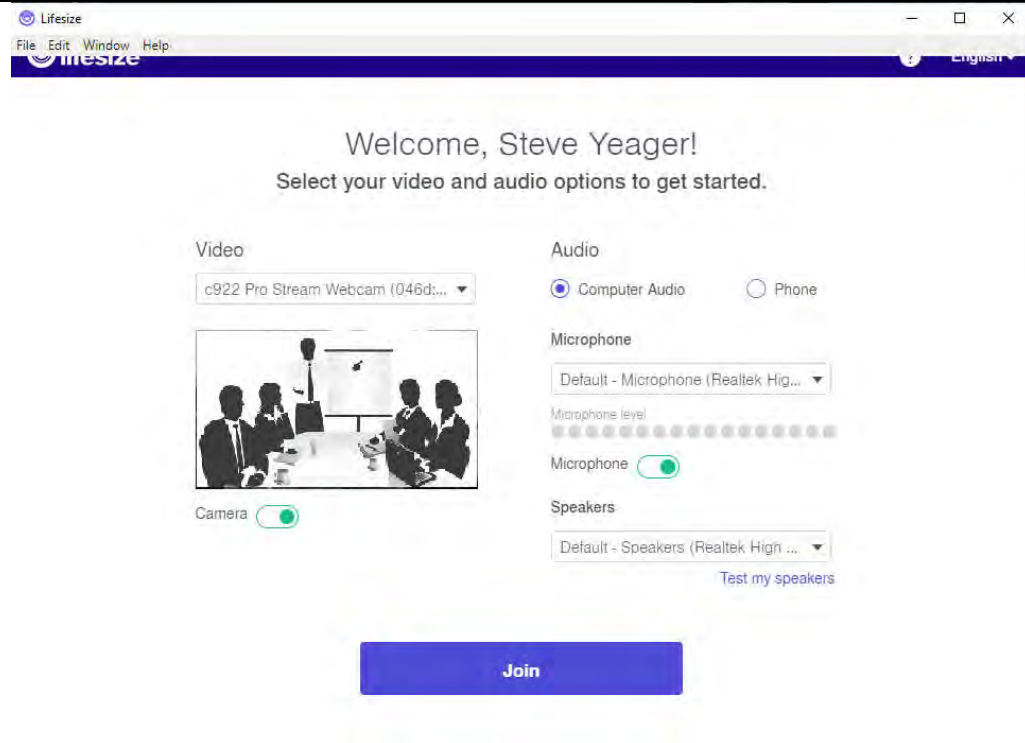 Lifesize
File Edit Window Help
lifesize
? English
Welcome, Steve Yeager!
Select your video and audio options to get started.
Video
c922 Pro Stream Webcam (046d:...
Camera
Audio
Computer Audio
Phone
Microphone
Default - Microphone (Realtek Hig...
Microphone level
Microphone
Speakers
Default - Speakers (Realtek High ...
Test my speakers
Join